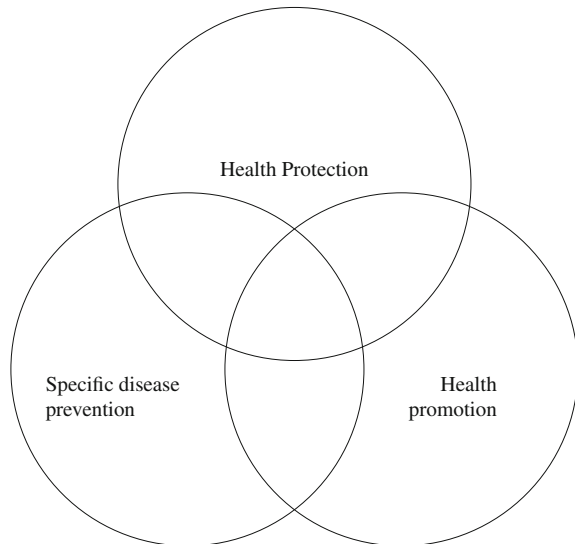 Health Protection
Specific disease
prevention
Health
promotion